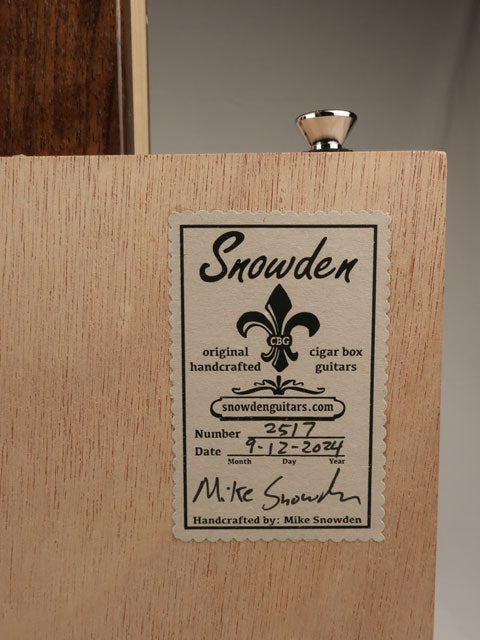 Snowden
CBG
original cigar box
handcrafted guitars
snowdenguitars.com
Number 2517
Date 9-12-2024
Month Day Year
Mike Snowden
Handcrafted by: Mike Snowden